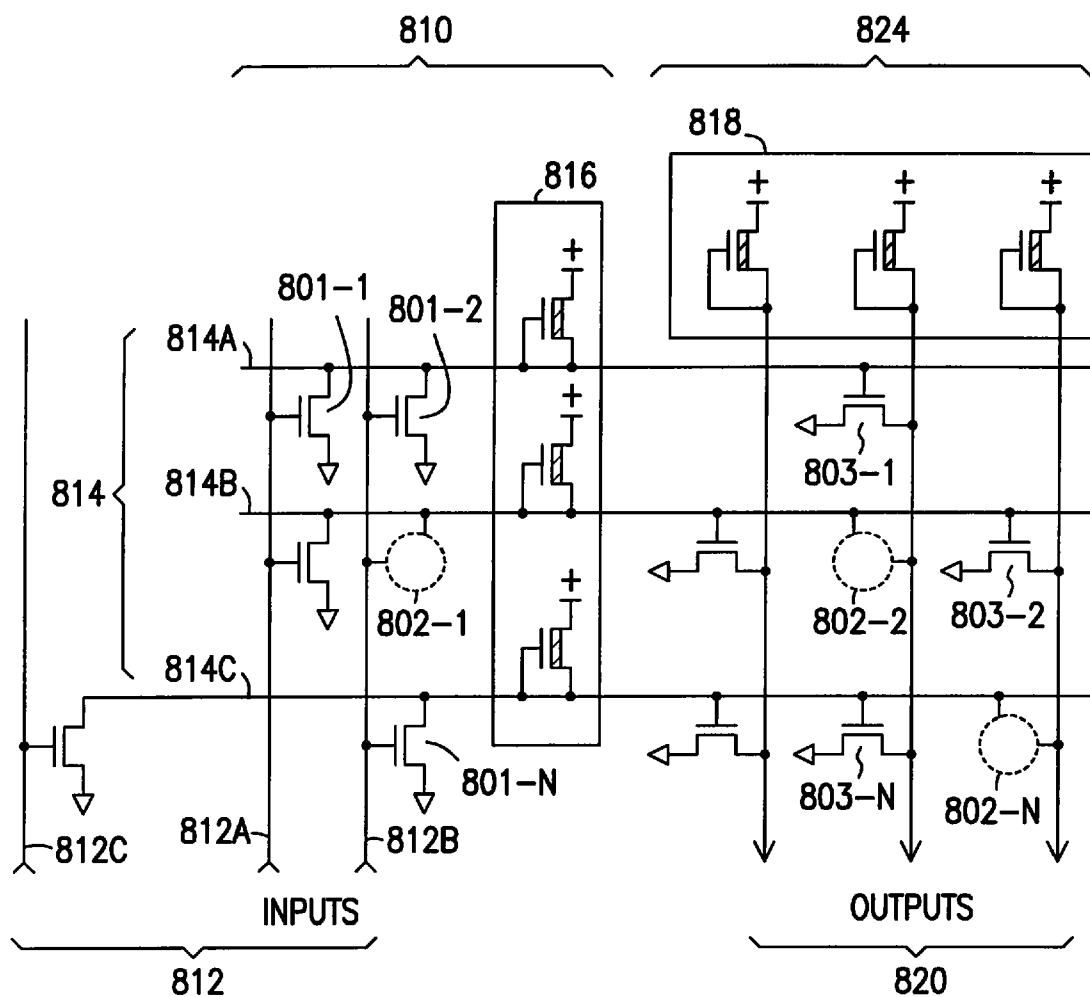 810
824
818
816
+
+
+
+
801-1
801-2
814A
+
803-1
814
814B
802-1
802-2
803-2
+
814C
801-N
803-N
802-N
812C
812A
812B
INPUTS
OUTPUTS
812
820